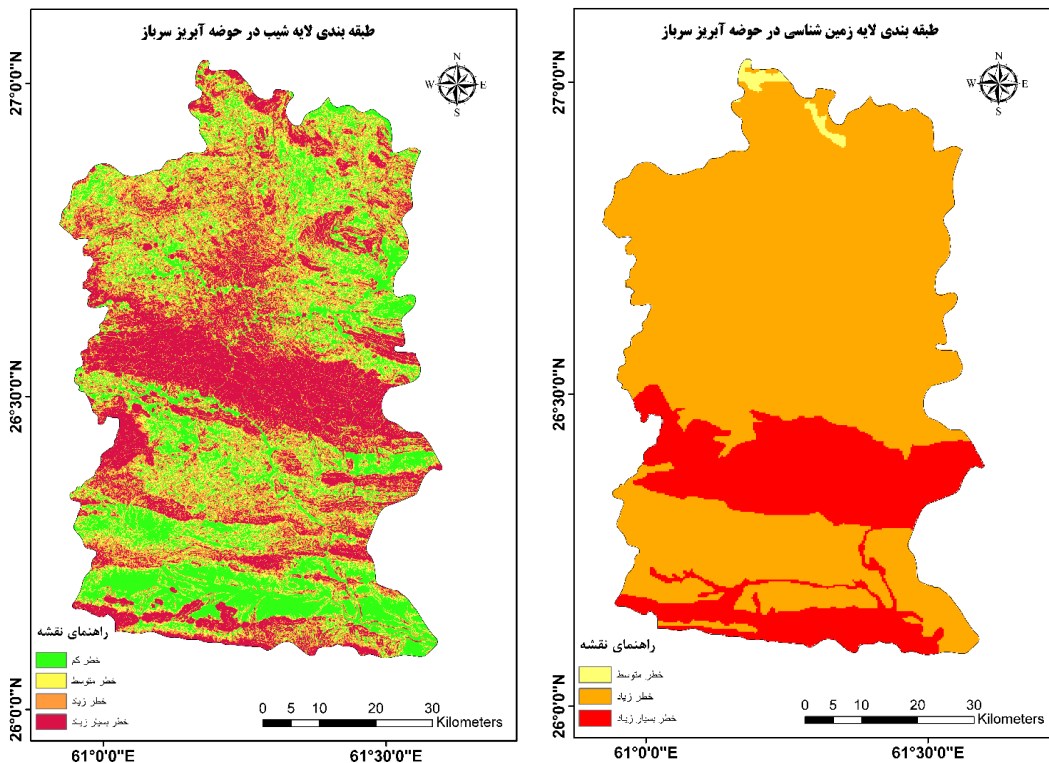 طبقه بندی لایه شیب در حوضه آبریز سرباز
N
W E
S
27°0'0"N
26°30'0"N
26°0'0"N
راهنمای نقشه
خطر کم
خطر متوسط
خطر زیاد
خطر بسیار زیاد
0 5 10 20 30
Kilometers
61°0'0"E 61°30'0"E
طبقه بندی لایه زمین شناسی در حوضه آبریز سرباز
N
W E
S
27°0'0"N
26°30'0"N
26°0'0"N
راهنمای نقشه
خطر متوسط
خطر زیاد
خطر بسیار زیاد
0 5 10 20 30
Kilometers
61°0'0"E 61°30'0"E